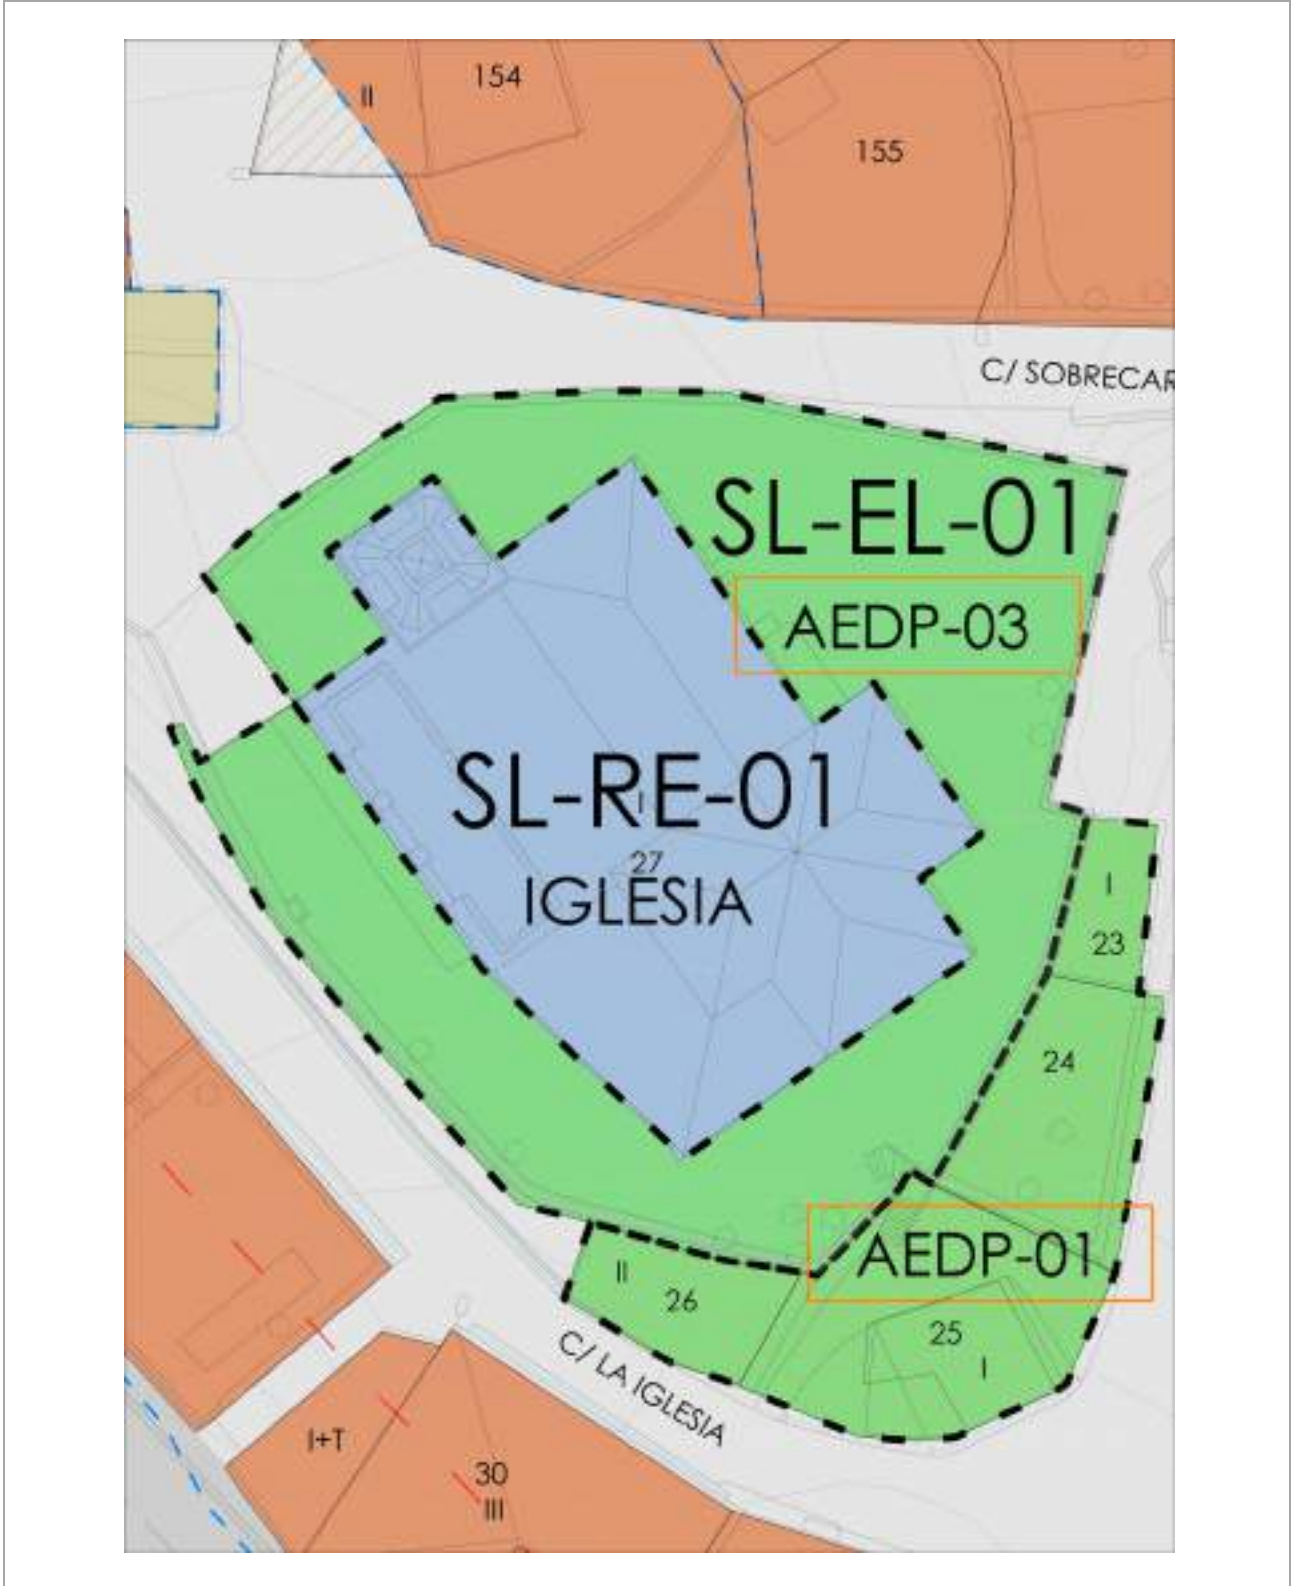 154
II
155
C/ SOBRECAR
SL-EL-01
AEDP-03
SL-RE-01
I
27
IGLESIA
I
23
24
AEDP-01
II
26
25
I
C/ LA IGLESIA
I+T
30
III